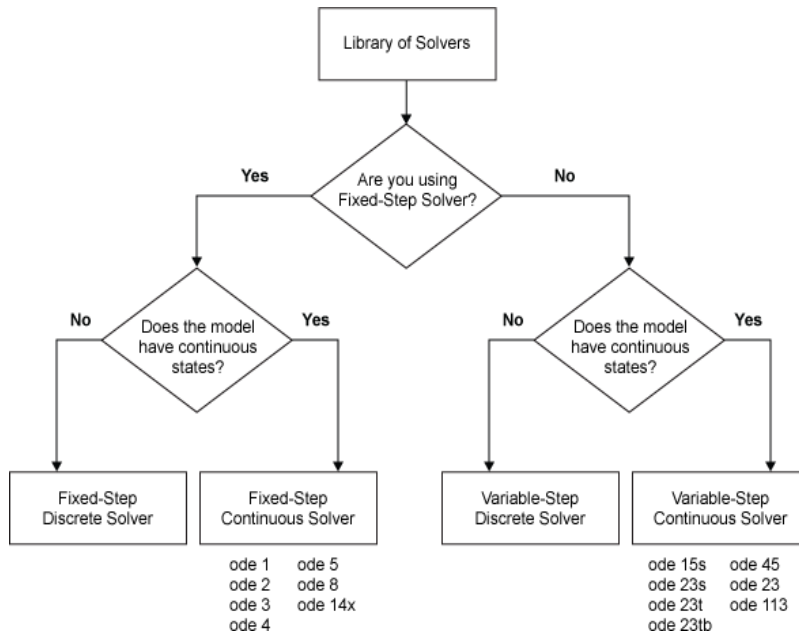 Library of Solvers
Are you using
Fixed-Step Solver?
Yes
No
Does the model
have continuous
states?
No
Yes
Does the model
have continuous
states?
No
Yes
Fixed-Step
Discrete Solver
Fixed-Step
Continuous Solver
Variable-Step
Discrete Solver
Variable-Step
Continuous Solver
ode 1 ode 5
ode 2 ode 8
ode 3 ode 14x
ode 4
ode 15s ode 45
ode 23s ode 23
ode 23t ode 113
ode 23tb